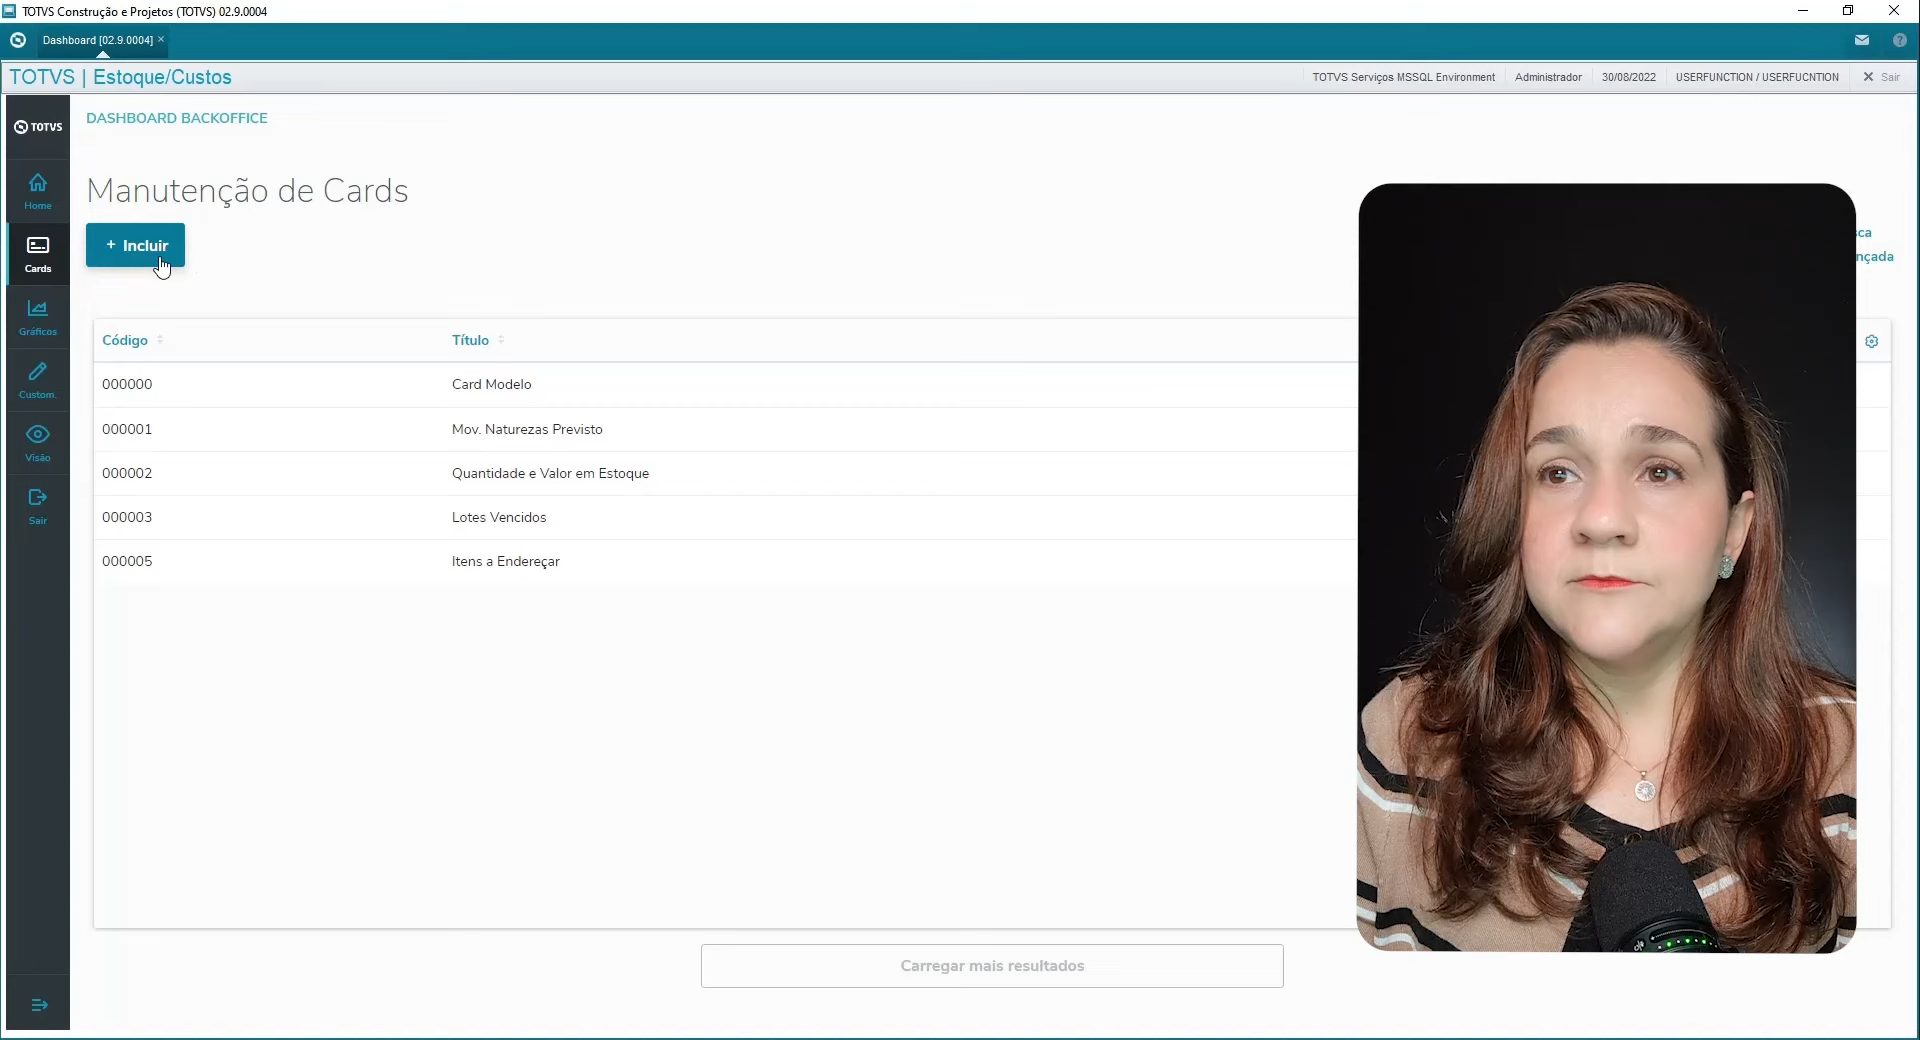 TOTVS Construção e Projetos (TOTVS) 02.9.0004
Dashboard [02.9.0004] ×
TOTVS | Estoque/Custos
TOTVS Serviços MSSQL Environment
Administrador
30/08/2022
USERFUNCTION / USERFUCNTION
Sair
TOTVS
DASHBOARD BACKOFFICE
Home
Manutenção de Cards
+ Incluir
Cards
sca
nçada
Gráficos
Código
Título
Custom.
000000
Card Modelo
000001
Mov. Naturezas Previsto
Visão
000002
Quantidade e Valor em Estoque
Sair
000003
Lotes Vencidos
000005
Itens a Endereçar
Carregar mais resultados